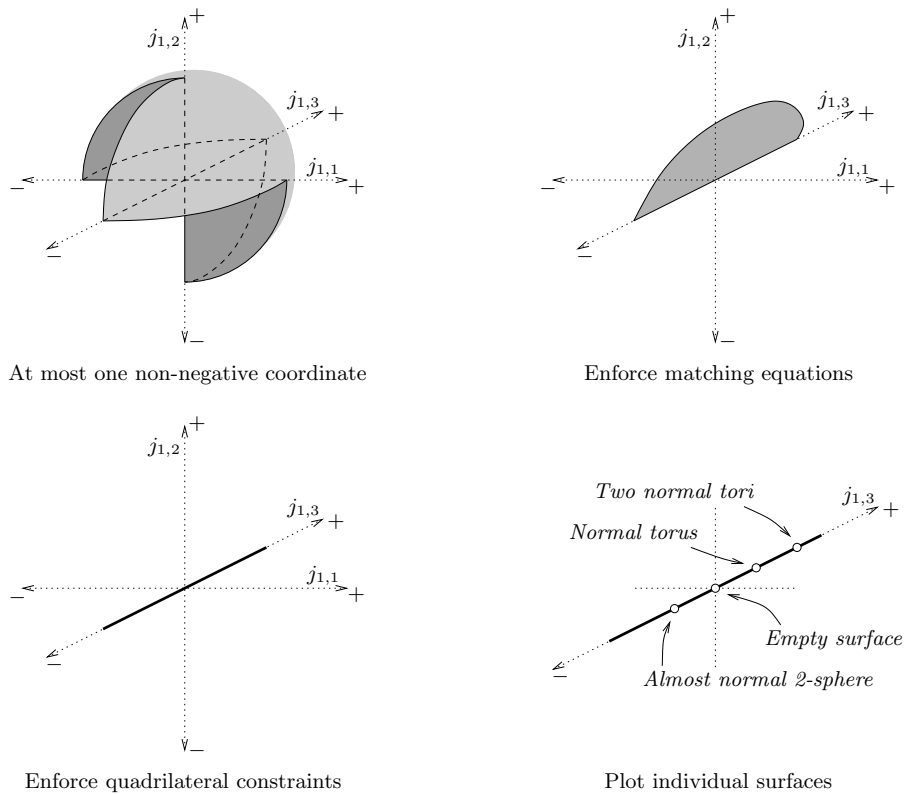 +
j1,2
j1,3
+
j1,1
−
+
−
−
At most one non-negative coordinate
+
j1,2
j1,3
+
j1,1
−
+
−
−
Enforce matching equations
+
j1,2
j1,3
+
j1,1
−
+
−
−
Enforce quadrilateral constraints
Two normal tori
j1,3
+
Normal torus
Empty surface
−
Almost normal 2-sphere
Plot individual surfaces